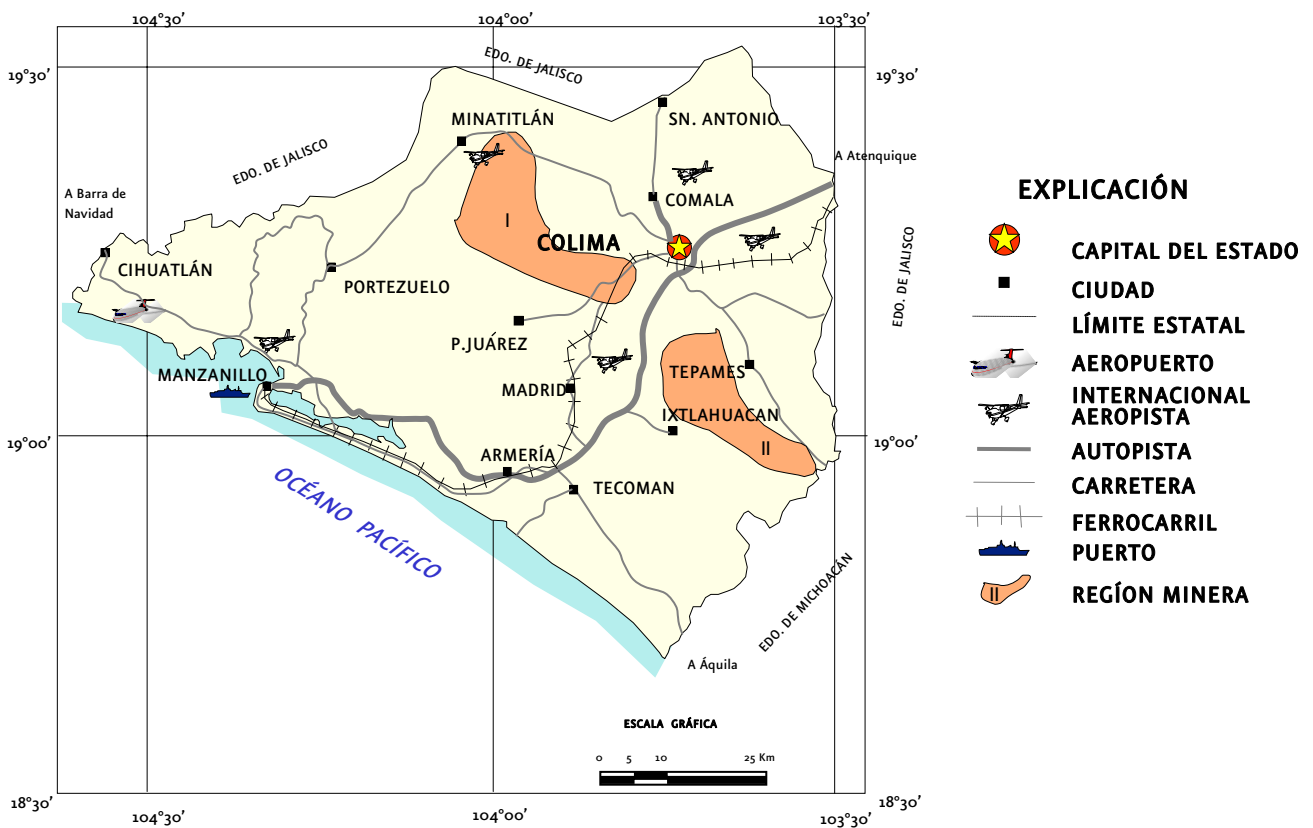 104°30'
104°00'
103°30'
19°30'
19°30'
EDO. DE JALISCO
MINATITLÁN
SN. ANTONIO
EDO. DE JALISCO
A Atenquique
A Barra de
Navidad
COMALA
I
COLIMA
EDO. DE JALISCO
CIHUATLÁN
PORTEZUELO
P.JUÁREZ
MANZANILLO
TEPAMES
MADRID
IXTLAHUACAN
II
19°00'
19°00'
ARMERÍA
TECOMAN
OCÉANO PACÍFICO
EDO. DE MICHOACÁN
A Áquila
ESCALA GRÁFICA
0 5 10 25 Km
18°30'
18°30'
104°30'
104°00'
103°30'
EXPLICACIÓN
CAPITAL DEL ESTADO
CIUDAD
LÍMITE ESTATAL
AEROPUERTO
INTERNACIONAL
AEROPISTA
AUTOPISTA
CARRETERA
FERROCARRIL
PUERTO
II
REGÍON MINERA